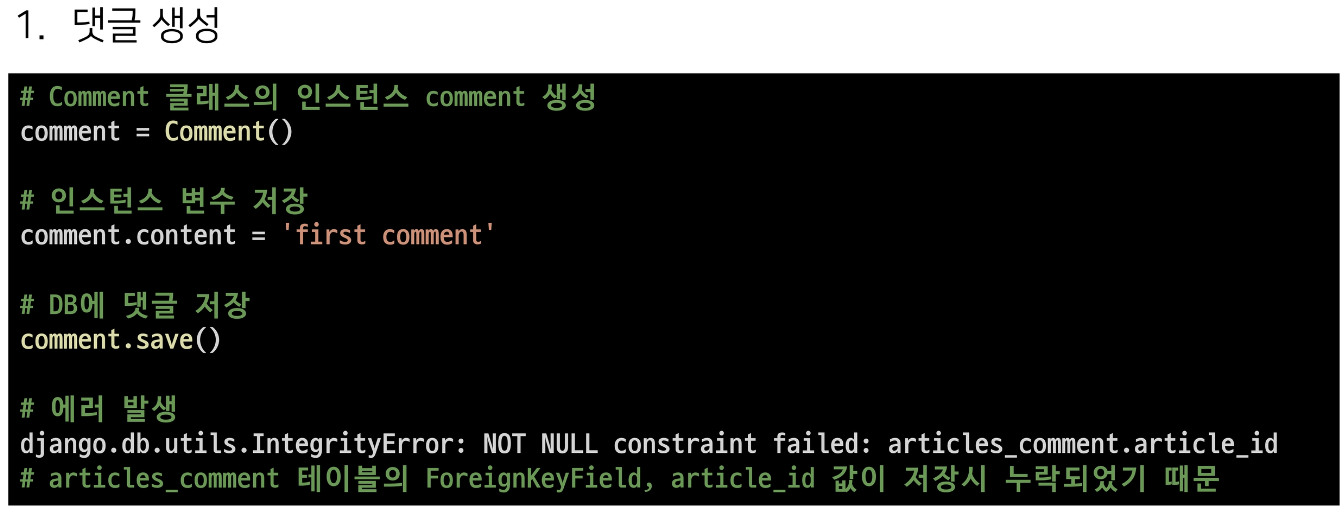 1. 댓글 생성
# Comment 클래스의 인스턴스 comment 생성
comment = Comment()
# 인스턴스 변수 저장
comment.content = 'first comment'
# DB에 댓글 저장
comment.save()
# 에러 발생
django.db.utils.IntegrityError: NOT NULL constraint failed: articles_comment.article_id
# articles_comment 테이블의 ForeignKeyField, article_id 값이 저장시 누락되었기 때문